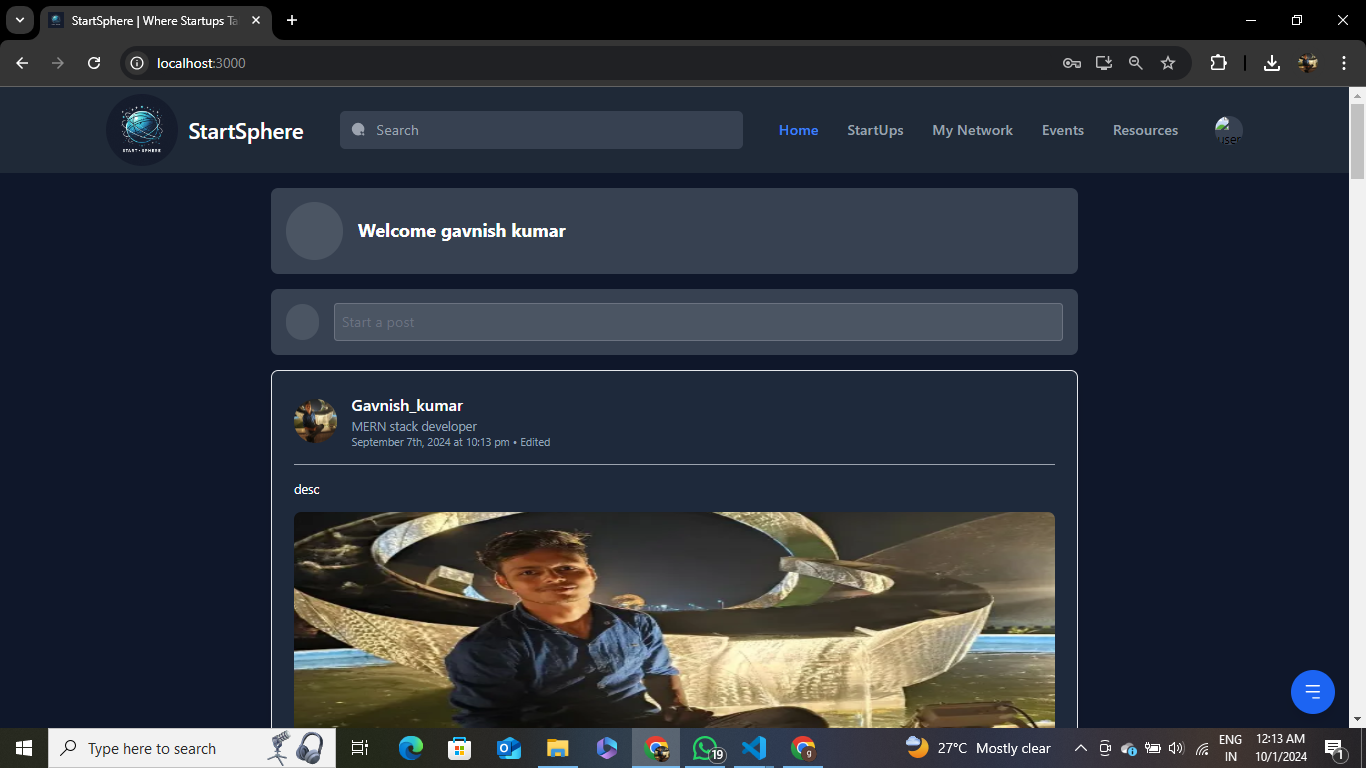 StartSphere | Where Startups Ta
localhost:3000
START • SPHERE
StartSphere
Search
Home
StartUps
My Network
Events
Resources
user
Welcome gavnish kumar
Start a post
Gavnish_kumar
MERN stack developer
September 7th, 2024 at 10:13 pm • Edited
desc
Type here to search
19
g
27°C Mostly clear
ENG
IN
12:13 AM
10/1/2024
1